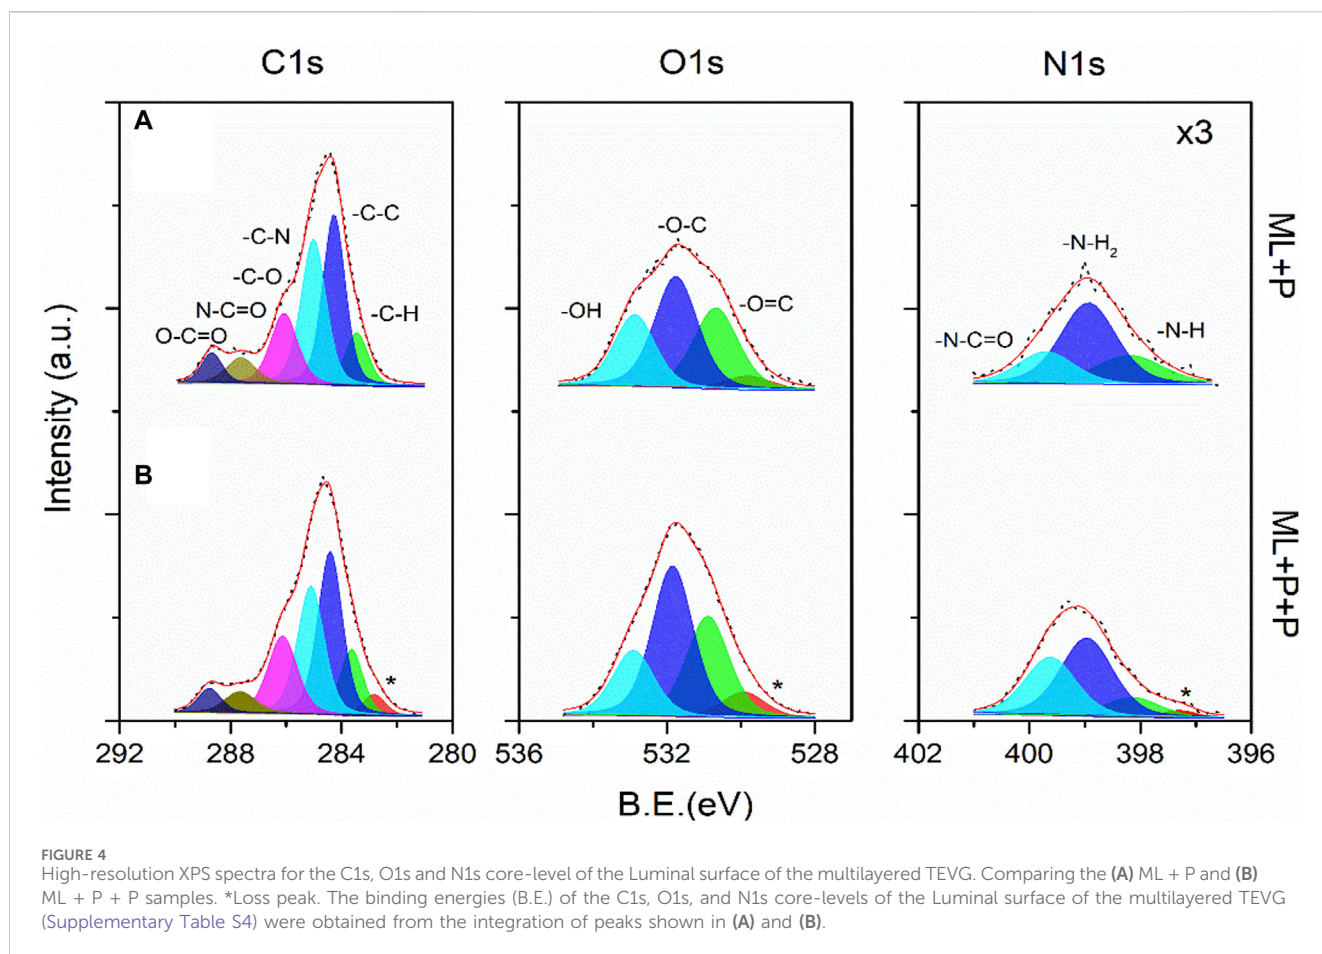 C1s
O1s
N1s
A
x3
-C-C
-C-N
-C-O
N-C=O
O-C=O
-C-H
-O-C
-OH
-O=C
-N-H₂
-N-C=O
-N-H
ML+P
Intensity (a.u.)
B
*
*
*
ML+P+P
292 288 284 280
536 532 528
402 400 398 396
B.E.(eV)
FIGURE 4
High-resolution XPS spectra for the C1s, O1s and N1s core-level of the Luminal surface of the multilayered TEVG. Comparing the (A) ML + P and (B)
ML + P + P samples. *Loss peak. The binding energies (B.E.) of the C1s, O1s, and N1s core-levels of the Luminal surface of the multilayered TEVG
(Supplementary Table S4) were obtained from the integration of peaks shown in (A) and (B).